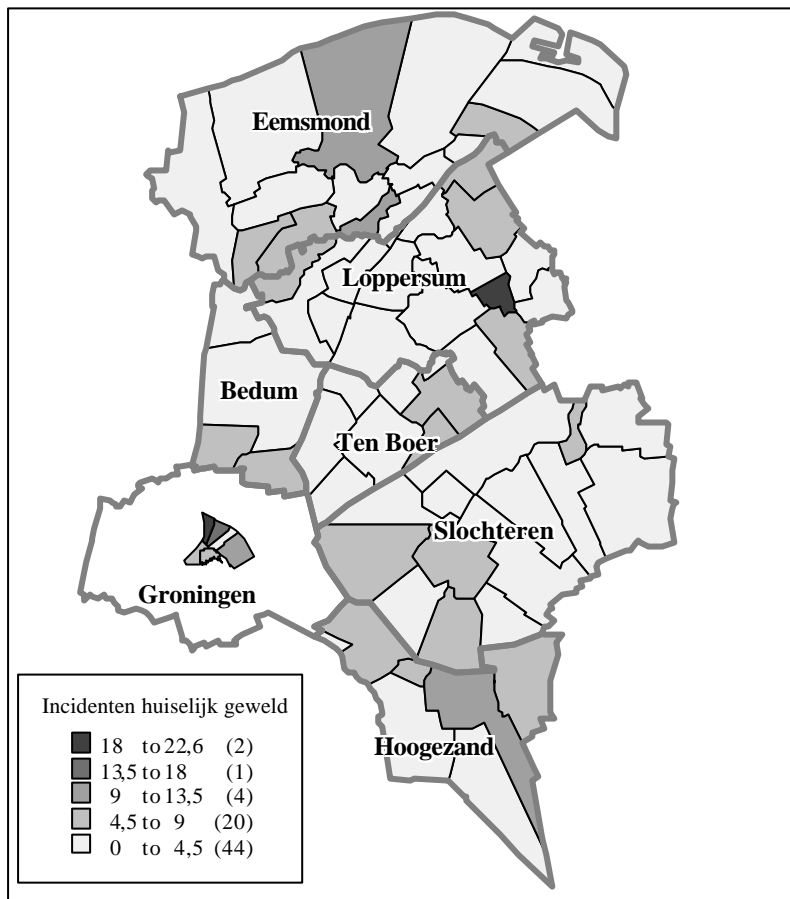 Eemsmond
Loppersum
Bedum
Ten Boer
Slochteren
Groningen
Hoogezand
Incidenten huiselijk geweld
18 to 22,6 (2)
13,5 to 18 (1)
9 to 13,5 (4)
4,5 to 9 (20)
0 to 4,5 (44)